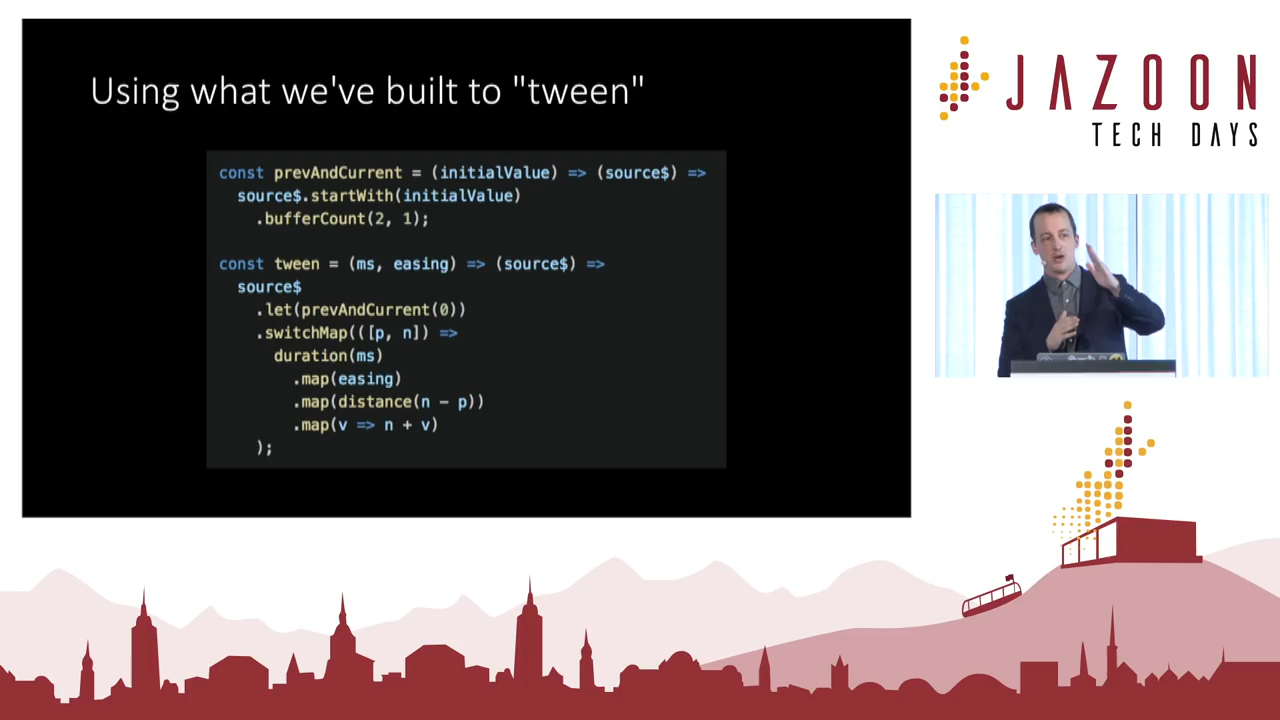 Using what we've built to "tween"
const prevAndCurrent = (initialValue) => (source$) =>
source$.startWith(initialValue)
.bufferCount(2, 1);
const tween = (ms, easing) => (source$) =>
source$
.let(prevAndCurrent(0))
.switchMap(([p, n]) =>
duration(ms)
.map(easing)
.map(distance(n - p))
.map(v => n + v)
);
JAZOON
TECH DAYS